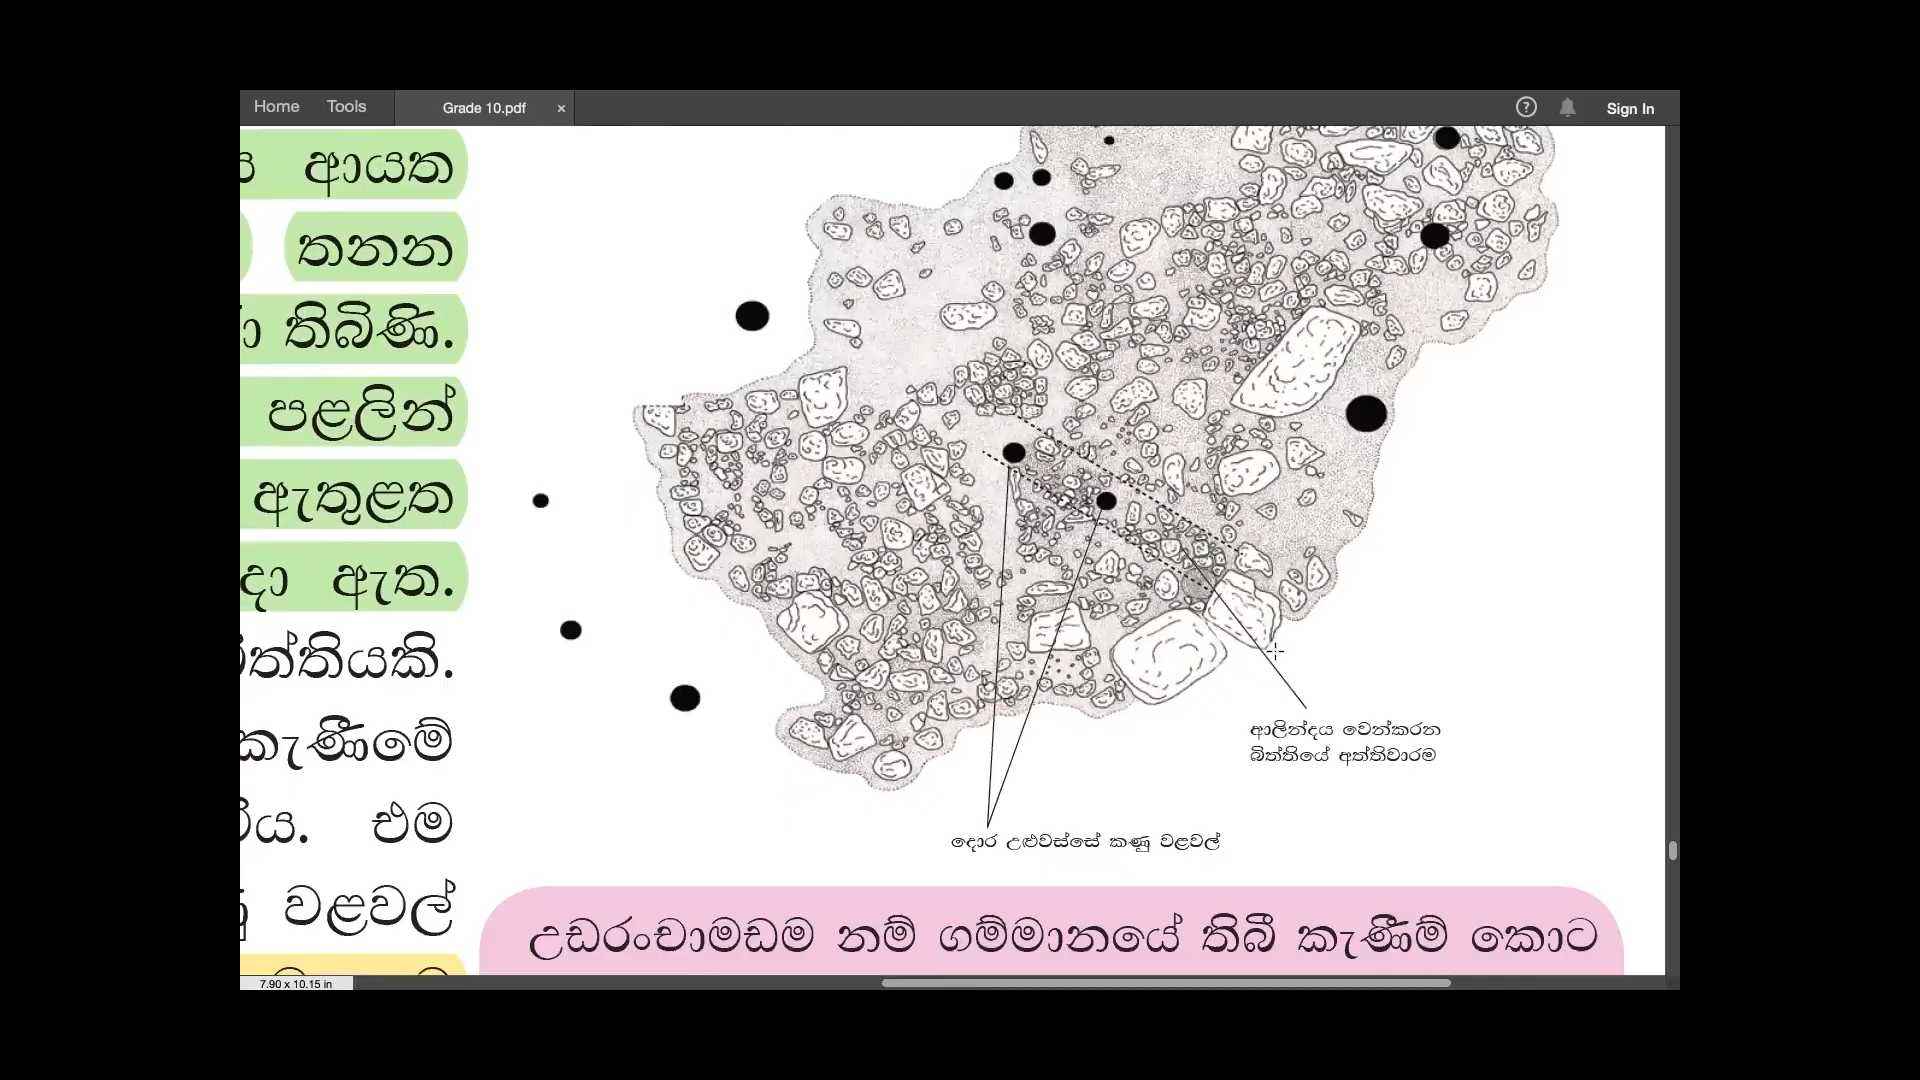 Home Tools Grade 10.pdf × ? Sign In
ආයත
තනන
තිබිණි.
පළලින්
ඇතුළත
ඇත.
කැණීමේ
එම
වළවල්
ආලින්දය වෙන්කරන
බිත්තියේ අත්තිවාරම
දොර උළුවස්සේ කණු වළවල්
උඩරංචාමඩම නම් ගම්මානයේ තිබී කැණීම් කොට
7.90 x 10.15 in